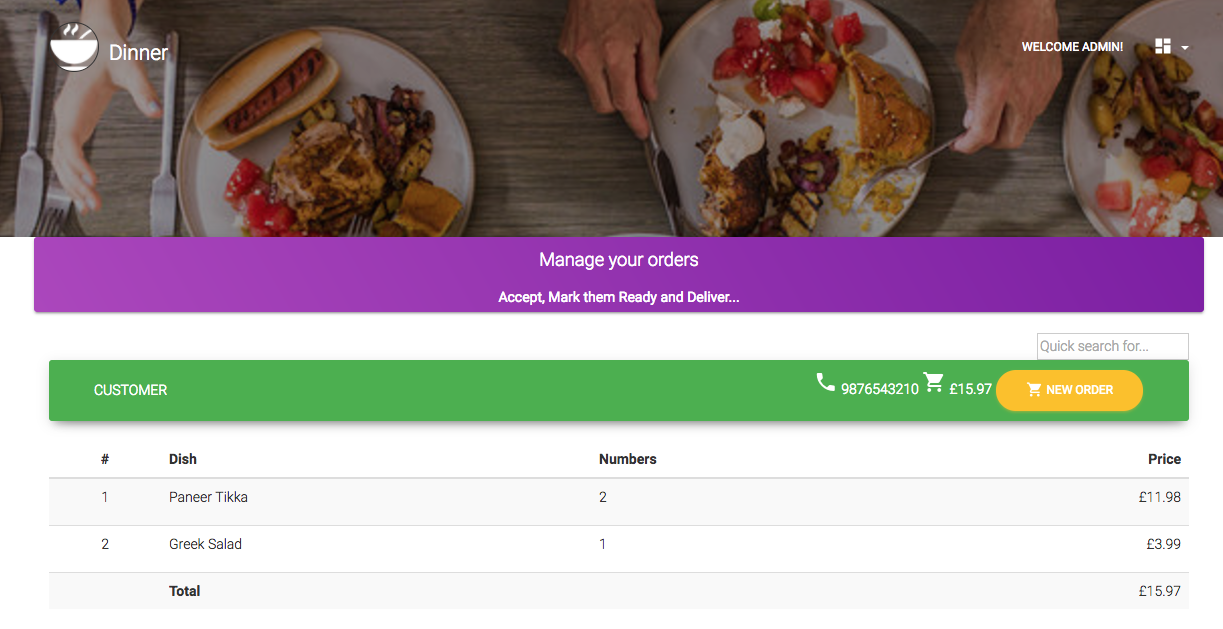 Dinner
WELCOME ADMIN!
Manage your orders
Accept, Mark them Ready and Deliver...
Quick search for...
CUSTOMER 9876543210 £15.97 NEW ORDER
# Dish Numbers Price
1 Paneer Tikka 2 £11.98
2 Greek Salad 1 £3.99
Total £15.97